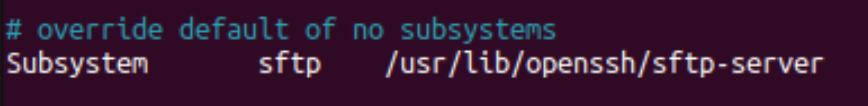 # override default of no subsystems
Subsystem	sftp	/usr/lib/openssh/sftp-server